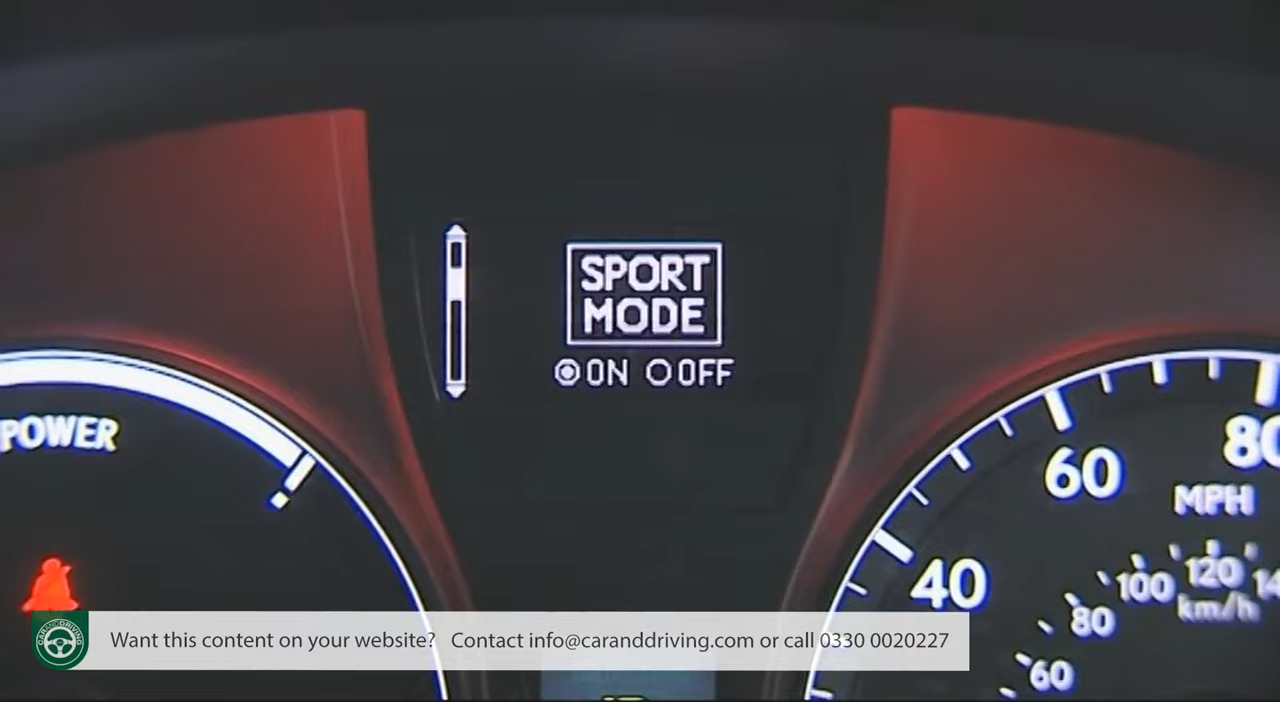 SPORT
MODE
ON OFF
POWER
80
60
MPH
40
120
100
km/h
80
60
CARANDDRIVING
Want this content on your website? Contact info@caranddriving.com or call 0330 0020227